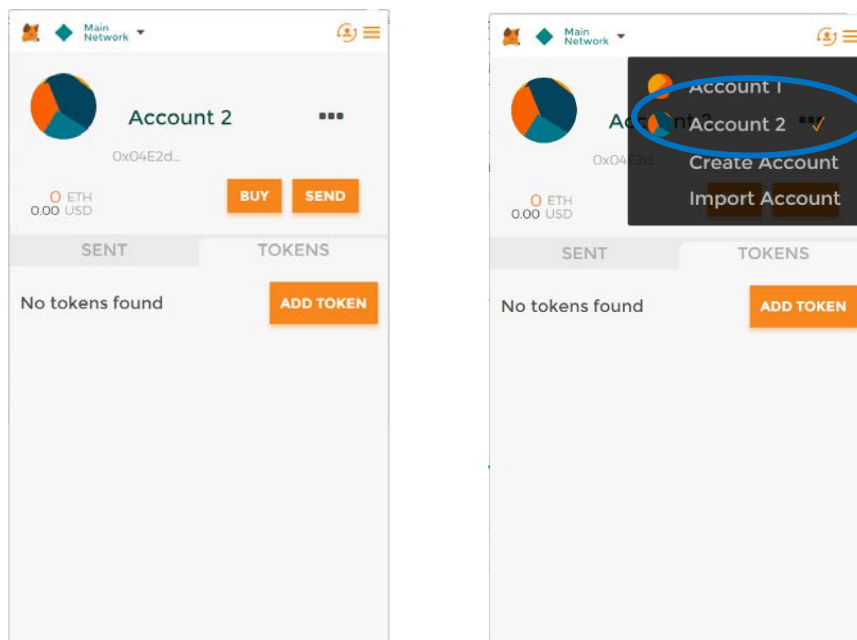 Main
Network
Account 2
0x04E2d...
0 ETH
0.00 USD
BUY
SEND
SENT
TOKENS
No tokens found
ADD TOKEN
Main
Network
Account 1
Account 2
Create Account
Import Account
0 ETH
0.00 USD
SENT
TOKENS
No tokens found
ADD TOKEN